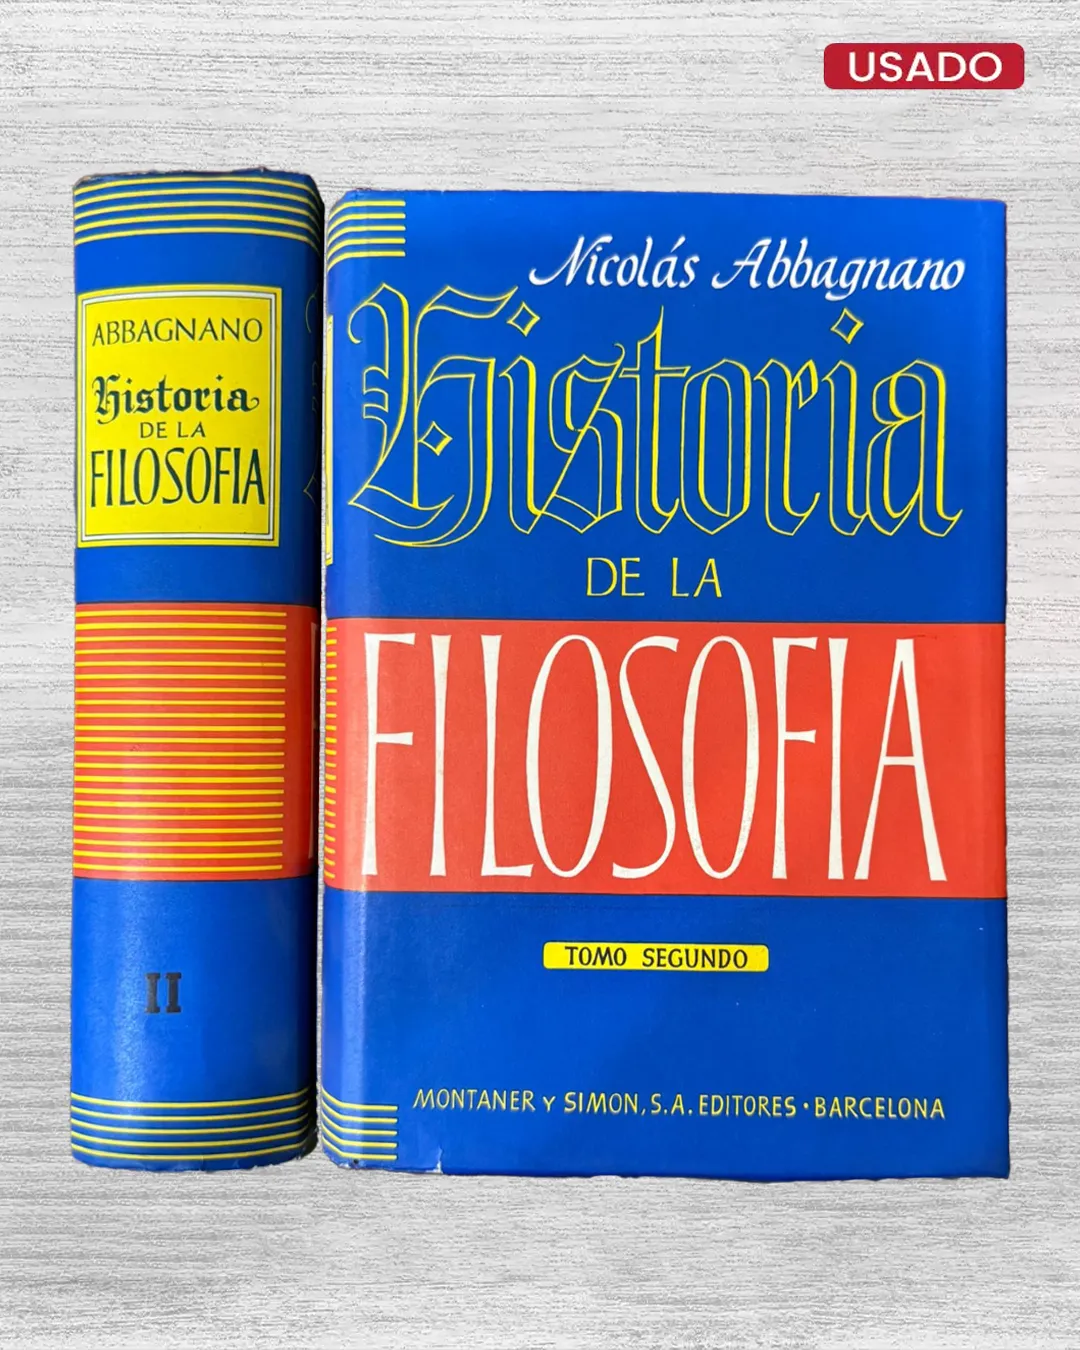 USADO
ABBAGNANO
Historia
DE LA
FILOSOFIA
II
Nicolás Abbagnano
Historia
DE LA
FILOSOFIA
TOMO SEGUNDO
MONTANER Y SIMON, S.A. EDITORES · BARCELONA